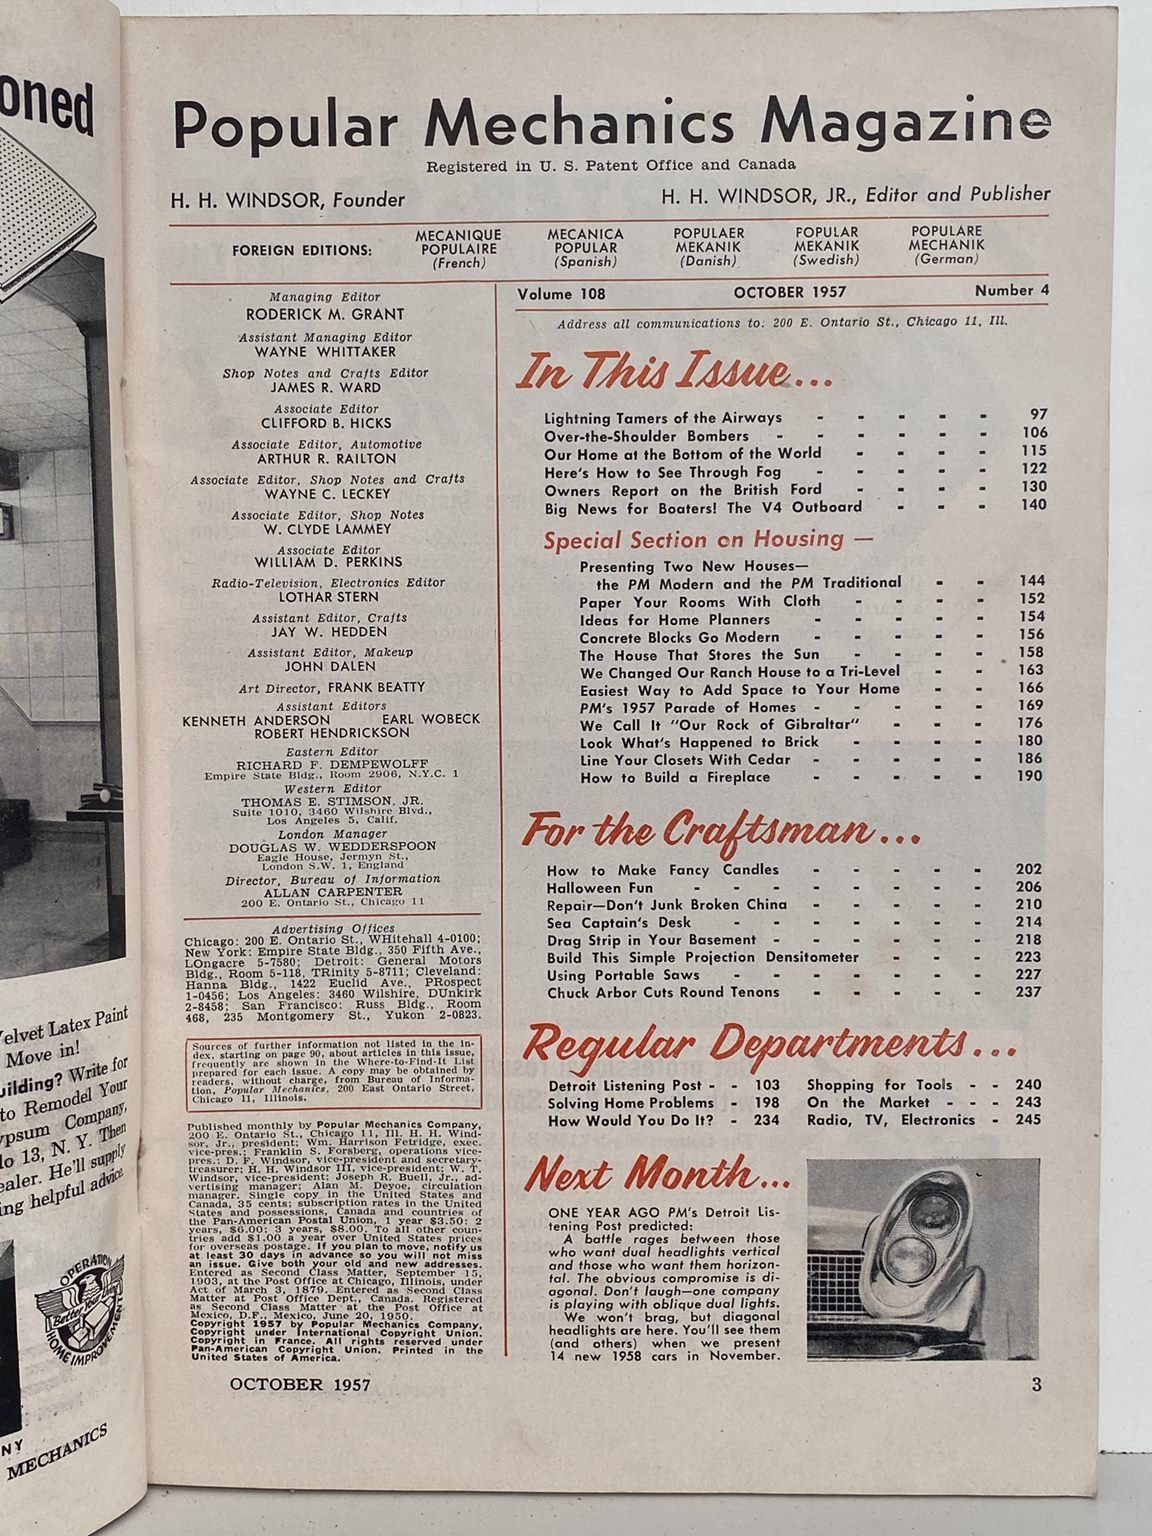 oned
Velvet Latex Paint
Move in!
uilding? Write for
to Remodel Your
ypsum Company,
lo 13, N. Y. Then
ealer. He'll supply
ing helpful advice.
OPERATION
HOME IMPROVEMENT
NY
MECHANICS
Popular Mechanics Magazine
Registered in U. S. Patent Office and Canada
H. H. WINDSOR, Founder
H. H. WINDSOR, JR., Editor and Publisher
FOREIGN EDITIONS:
MECANIQUE POPULAIRE (French)
MECANICA POPULAR (Spanish)
POPULAER MEKANIK (Danish)
POPULAR MEKANIK (Swedish)
POPULARE MECHANIK (German)
Managing Editor
RODERICK M. GRANT
Assistant Managing Editor
WAYNE WHITTAKER
Shop Notes and Crafts Editor
JAMES R. WARD
Associate Editor
CLIFFORD B. HICKS
Associate Editor, Automotive
ARTHUR R. RAILTON
Associate Editor, Shop Notes and Crafts
WAYNE C. LECKEY
Associate Editor, Shop Notes
W. CLYDE LAMMEY
Associate Editor
WILLIAM D. PERKINS
Radio-Television, Electronics Editor
LOTHAR STERN
Assistant Editor, Crafts
JAY W. HEDDEN
Assistant Editor, Makeup
JOHN DALEN
Art Director, FRANK BEATTY
Assistant Editors
KENNETH ANDERSON EARL WOBECK
ROBERT HENDRICKSON
Eastern Editor
RICHARD F. DEMPEWOLFF
Empire State Bldg., Room 2906, N.Y.C. 1
Western Editor
THOMAS E. STIMSON, JR.
Suite 1010, 3460 Wilshire Blvd.,
Los Angeles 5, Calif.
London Manager
DOUGLAS W. WEDDERSPOON
Eagle House, Jermyn St.,
London S.W. 1, England
Director, Bureau of Information
ALLAN CARPENTER
200 E. Ontario St., Chicago 11
Advertising Offices
Chicago: 200 E. Ontario St., WHitehall 4-0100;
New York: Empire State Bldg., 350 Fifth Ave.,
LOngacre 5-7580; Detroit: General Motors
Bldg., Room 5-118, TRinity 5-8711; Cleveland:
Hanna Bldg., 1422 Euclid Ave., PRospect
1-0456; Los Angeles: 3460 Wilshire, DUnkirk
2-8458; San Francisco: Russ Bldg., Room
468, 235 Montgomery St., Yukon 2-0823.
Sources of further information not listed in the in-
dex, starting on page 90, about articles in this issue,
frequently are shown in the Where-to-Find-It List
prepared for each issue. A copy may be obtained by
readers, without charge, from Bureau of Informa-
tion, Popular Mechanics, 200 East Ontario Street,
Chicago 11, Illinois.
Published monthly by Popular Mechanics Company,
200 E. Ontario St., Chicago 11, Ill. H. H. Wind-
sor, Jr., president; Wm. Harrison Fetridge, exec.
vice-pres.; Franklin S. Forsberg, operations vice-
pres.; D. F. Windsor, vice-president and secretary-
treasurer; H. H. Windsor III, vice-president; W. T.
Windsor, vice-president; Joseph R. Buell, Jr., ad-
vertising manager; Alan M. Deyoe, circulation
manager. Single copy in the United States and
Canada, 35 cents; subscription rates in the United
States and possessions, Canada and countries of
the Pan-American Postal Union, 1 year $3.50; 2
years, $6.00; 3 years, $8.00. To all other coun-
tries add $1.00 a year over United States prices
for overseas postage. If you plan to move, notify us
at least 30 days in advance so you will not miss
an issue. Give both your old and new addresses.
Entered as Second Class Matter, September 15,
1903, at the Post Office at Chicago, Illinois, under
Act of March 3, 1879. Entered as Second Class
Matter at Post Office Dept., Canada. Registered
as Second Class Matter at the Post Office at
Mexico, D.F., Mexico, June 20, 1950.
Copyright 1957 by Popular Mechanics Company,
Copyright under International Copyright Union.
Copyright in France. All rights reserved under
Pan-American Copyright Union. Printed in the
United States of America.
Volume 108 OCTOBER 1957 Number 4
Address all communications to: 200 E. Ontario St., Chicago 11, Ill.
In This Issue...
Lightning Tamers of the Airways - - - - - 97
Over-the-Shoulder Bombers - - - - - - 106
Our Home at the Bottom of the World - - - - 115
Here's How to See Through Fog - - - - - 122
Owners Report on the British Ford - - - - 130
Big News for Boaters! The V4 Outboard - - - 140
Special Section on Housing —
Presenting Two New Houses—
the PM Modern and the PM Traditional - - 144
Paper Your Rooms With Cloth - - - - 152
Ideas for Home Planners - - - - - 154
Concrete Blocks Go Modern - - - - - 156
The House That Stores the Sun - - - - 158
We Changed Our Ranch House to a Tri-Level - - 163
Easiest Way to Add Space to Your Home - - 166
PM's 1957 Parade of Homes - - - - - 169
We Call It "Our Rock of Gibraltar" - - - 176
Look What's Happened to Brick - - - - 180
Line Your Closets With Cedar - - - - - 186
How to Build a Fireplace - - - - - 190
For the Craftsman...
How to Make Fancy Candles - - - - - 202
Halloween Fun - - - - - - - - 206
Repair—Don't Junk Broken China - - - - - 210
Sea Captain's Desk - - - - - - - 214
Drag Strip in Your Basement - - - - - - 218
Build This Simple Projection Densitometer - - - 223
Using Portable Saws - - - - - - - 227
Chuck Arbor Cuts Round Tenons - - - - - 237
Regular Departments...
Detroit Listening Post - - 103
Solving Home Problems - 198
How Would You Do It? - 234
Shopping for Tools - - 240
On the Market - - - 243
Radio, TV, Electronics - 245
Next Month...
ONE YEAR AGO PM's Detroit Lis-
tening Post predicted:
A battle rages between those
who want dual headlights vertical
and those who want them horizon-
tal. The obvious compromise is di-
agonal. Don't laugh—one company
is playing with oblique dual lights.
We won't brag, but diagonal
headlights are here. You'll see them
(and others) when we present
14 new 1958 cars in November.
OCTOBER 1957
3